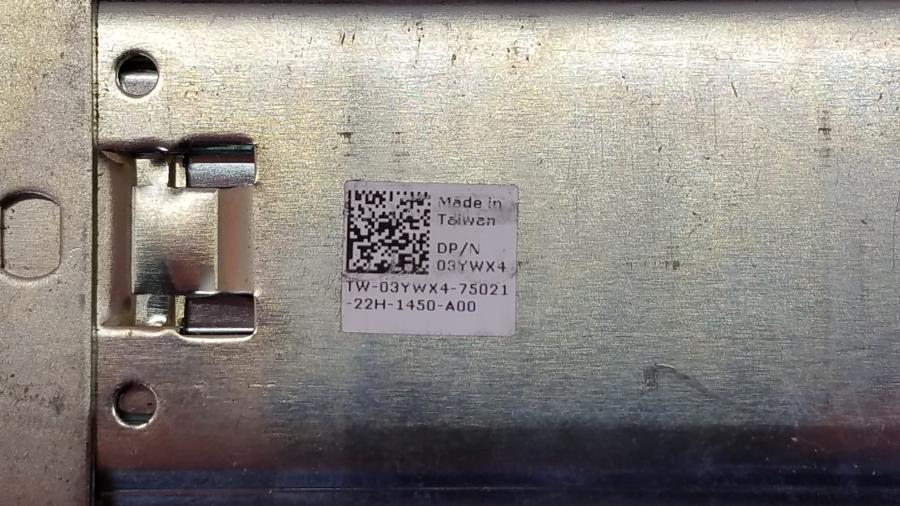 Made in
Taiwan
DP/N
03YWX4
TW-03YWX4-75021
-22H-1450-A00